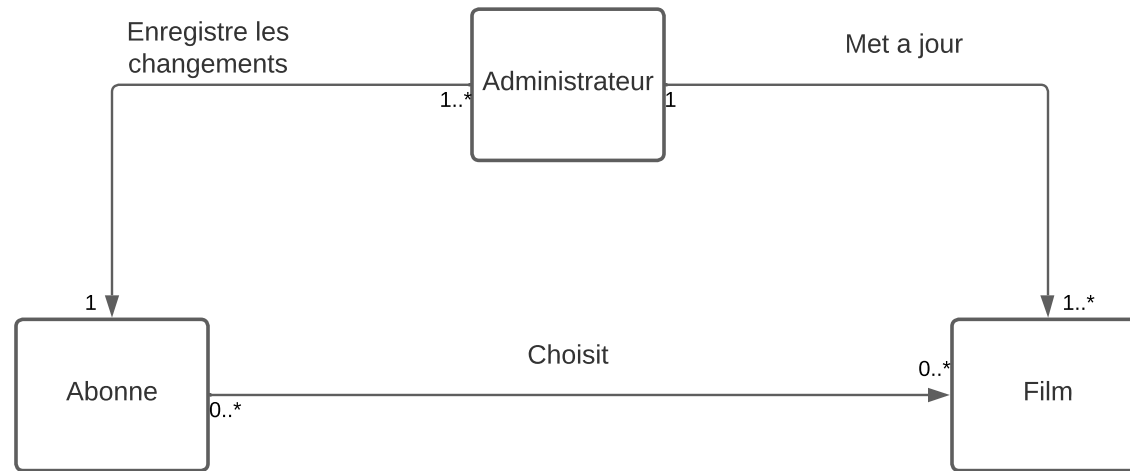 Enregistre les
changements
Met a jour
Administrateur
1..*
1
1
1..*
Choisit
0..*
Abonne
Film
0..*